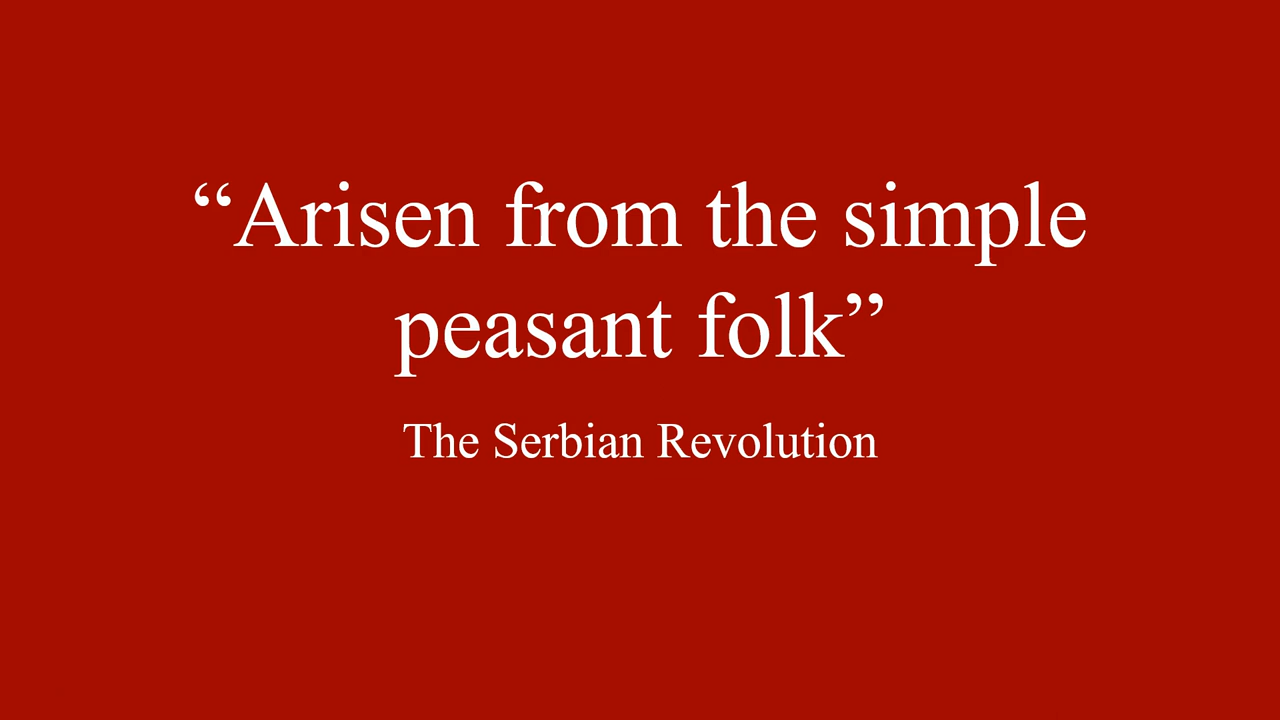 “Arisen from the simple
peasant folk”
The Serbian Revolution